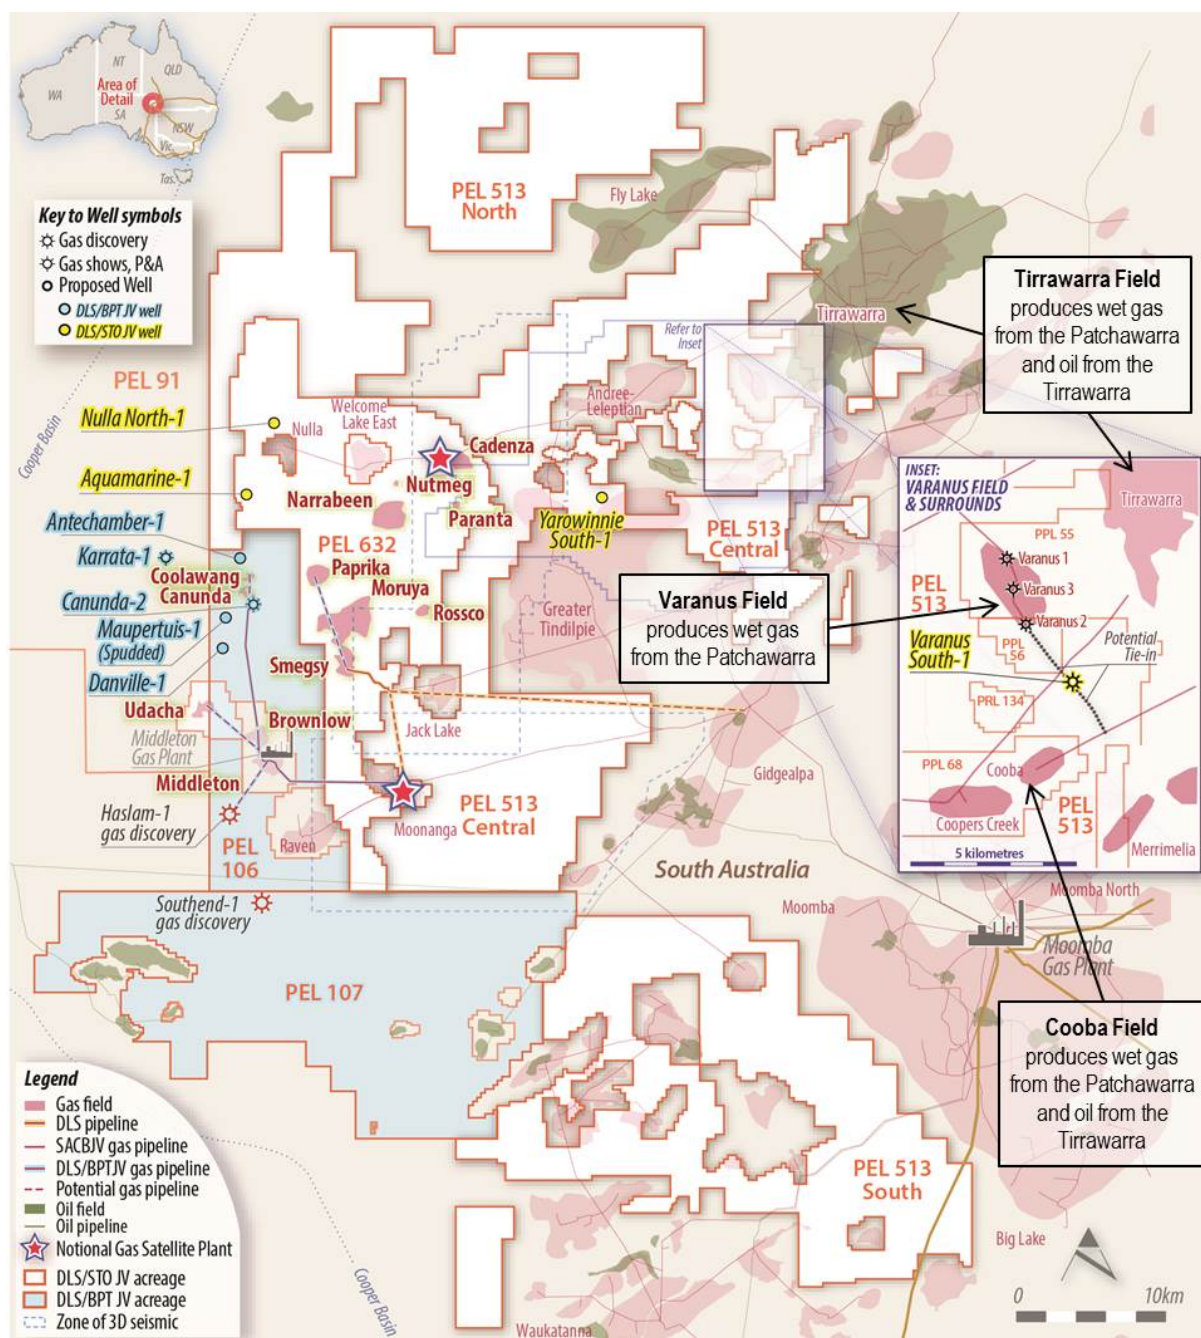 NT
QLD
WA
Area of
Detail
SA
NSW
Vic.
Tas.
Key to Well symbols
Gas discovery
Gas shows, P&A
Proposed Well
DLS/BPT JV well
DLS/STO JV well
PEL 91
Cooper Basin
Nulla North-1
Aquamarine-1
Antechamber-1
Karrata-1
Coolawang
Canunda
Canunda-2
Maupertuis-1
(Spudded)
Danville-1
Udacha
Middleton
Gas Plant
Brownlow
Middleton
Haslam-1
gas discovery
PEL
106
Raven
Southend-1
gas discovery
PEL 107
PEL 513
North
Fly Lake
Tirrawarra
Refer to
Inset
Andree-
Leleptian
Welcome
Lake East
Nulla
Cadenza
Nutmeg
Narrabeen
Paranta
Yarowinnie
South-1
PEL 513
Central
PEL 632
Paprika
Moruya
Rossco
Greater
Tindilpie
Smegsy
Jack Lake
Gidgealpa
Moonanga
PEL 513
Central
South Australia
Moomba
Moomba North
Moomba
Gas Plant
PEL 513
South
Big Lake
Waukatanna
Cooper Basin
Tirrawarra Field
produces wet gas
from the Patchawarra
and oil from the
Tirrawarra
Varanus Field
produces wet gas
from the Patchawarra
INSET:
VARANUS FIELD
& SURROUNDS
Tirrawarra
PPL 55
Varanus 1
PEL
513
Varanus 3
Varanus 2
Varanus
South-1
PPL
56
Potential
Tie-in
PRL 134
PPL 68
Cooba
PEL
513
Coopers Creek
Merrimelia
5 kilometres
Cooba Field
produces wet gas
from the Patchawarra
and oil from the
Tirrawarra
Legend
Gas field
DLS pipeline
SACBJV gas pipeline
DLS/BPTJV gas pipeline
Potential gas pipeline
Oil field
Oil pipeline
Notional Gas Satellite Plant
DLS/STO JV acreage
DLS/BPT JV acreage
Zone of 3D seismic
0 10km